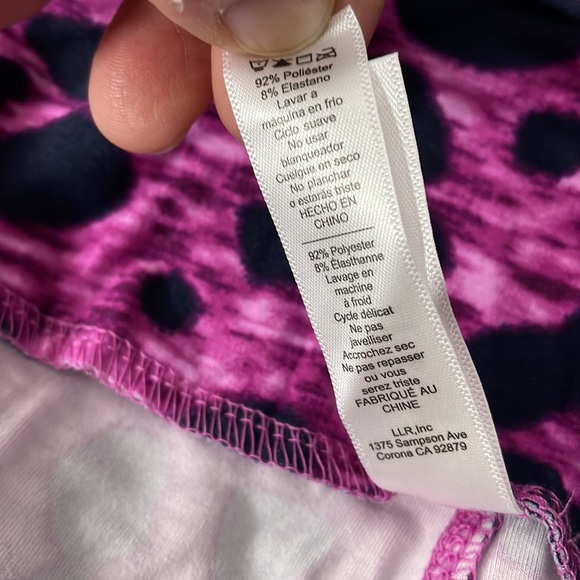 92% Poliéster
8% Elastano
Lavar a
máquina en frio
Ciclo suave
No usar
blanqueador
Cuelgue en seco
No planchar
o estarás triste
HECHO EN
CHINO
92% Polyester
8% Élasthanne
Lavage en
machine
à froid
Cycle délicat
Ne pas
javelliser
Accrochez sec
Ne pas repasser
ou vous
serez triste
FABRIQUÉ AU
CHINE
LLR,Inc
1375 Sampson Ave
Corona CA 92879